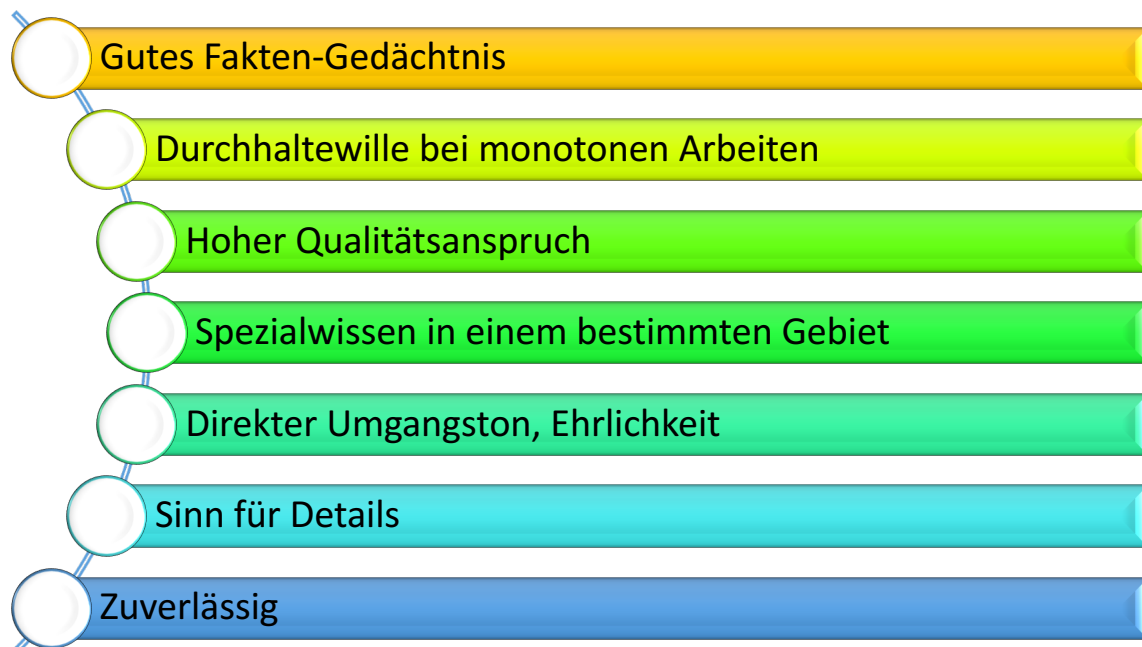 Gutes Fakten-Gedächtnis
Durchhaltewille bei monotonen Arbeiten
Hoher Qualitätsanspruch
Spezialwissen in einem bestimmten Gebiet
Direkter Umgangston, Ehrlichkeit
Sinn für Details
Zuverlässig